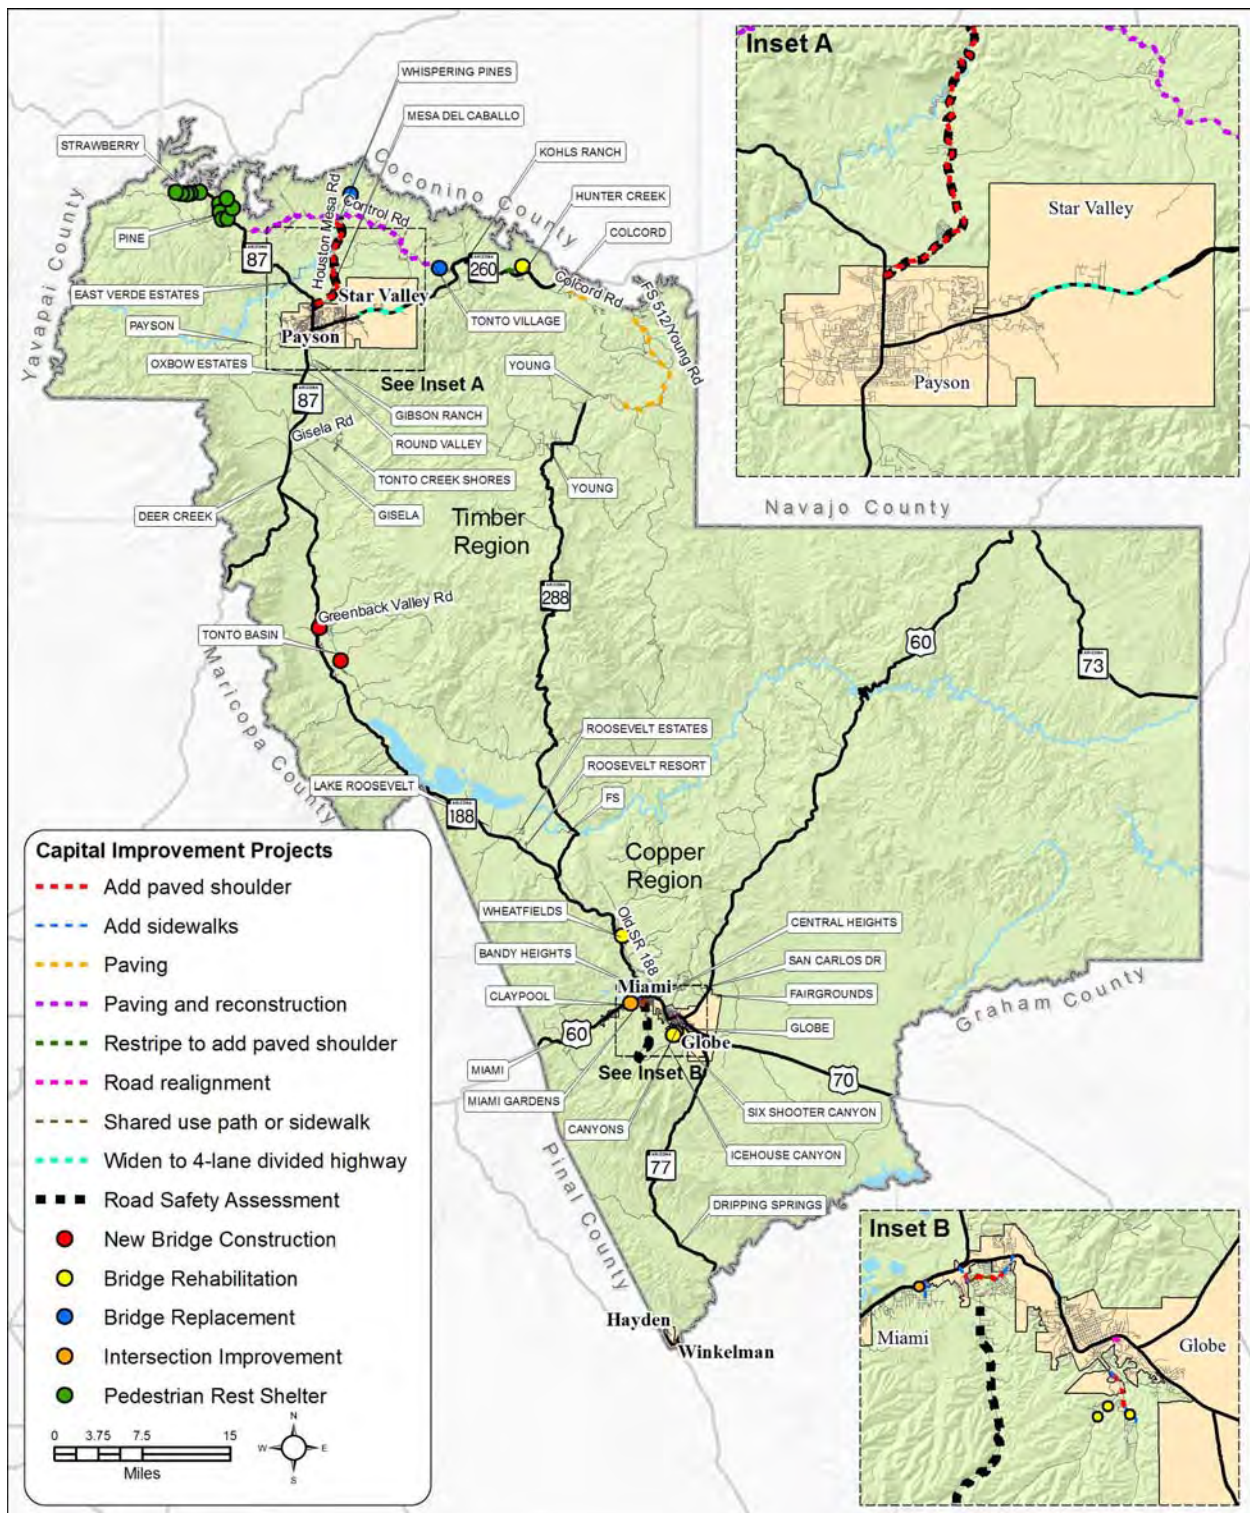 Inset A
Star Valley
Payson
WHISPERING PINES
MESA DEL CABALLO
STRAWBERRY
KOHLS RANCH
Coconino County
HUNTER CREEK
Houston Mesa Rd
Control Rd
PINE
COLCORD
Yavapai County
ARIZONA
87
ARIZONA
260
Colcord Rd
FS 512/Young Rd
EAST VERDE ESTATES
Star Valley
TONTO VILLAGE
PAYSON
Payson
OXBOW ESTATES
See Inset A
YOUNG
ARIZONA
87
GIBSON RANCH
Gisela Rd
ROUND VALLEY
TONTO CREEK SHORES
YOUNG
DEER CREEK
GISELA
Timber
Region
Navajo County
ARIZONA
288
Greenback Valley Rd
TONTO BASIN
60
ARIZONA
73
Maricopa County
ROOSEVELT ESTATES
ROOSEVELT RESORT
LAKE ROOSEVELT
FS
ARIZONA
188
Copper
Region
WHEATFIELDS
Old SR 188
CENTRAL HEIGHTS
BANDY HEIGHTS
SAN CARLOS DR
Miami
CLAYPOOL
FAIRGROUNDS
Graham County
60
GLOBE
Globe
MIAMI
See Inset B
70
MIAMI GARDENS
SIX SHOOTER CANYON
CANYONS
ICEHOUSE CANYON
Pinal County
ARIZONA
77
DRIPPING SPRINGS
Hayden
Winkelman
Capital Improvement Projects
Add paved shoulder
Add sidewalks
Paving
Paving and reconstruction
Restripe to add paved shoulder
Road realignment
Shared use path or sidewalk
Widen to 4-lane divided highway
Road Safety Assessment
New Bridge Construction
Bridge Rehabilitation
Bridge Replacement
Intersection Improvement
Pedestrian Rest Shelter
0 3.75 7.5 15
Miles
N
W E
S
Inset B
Miami
Globe